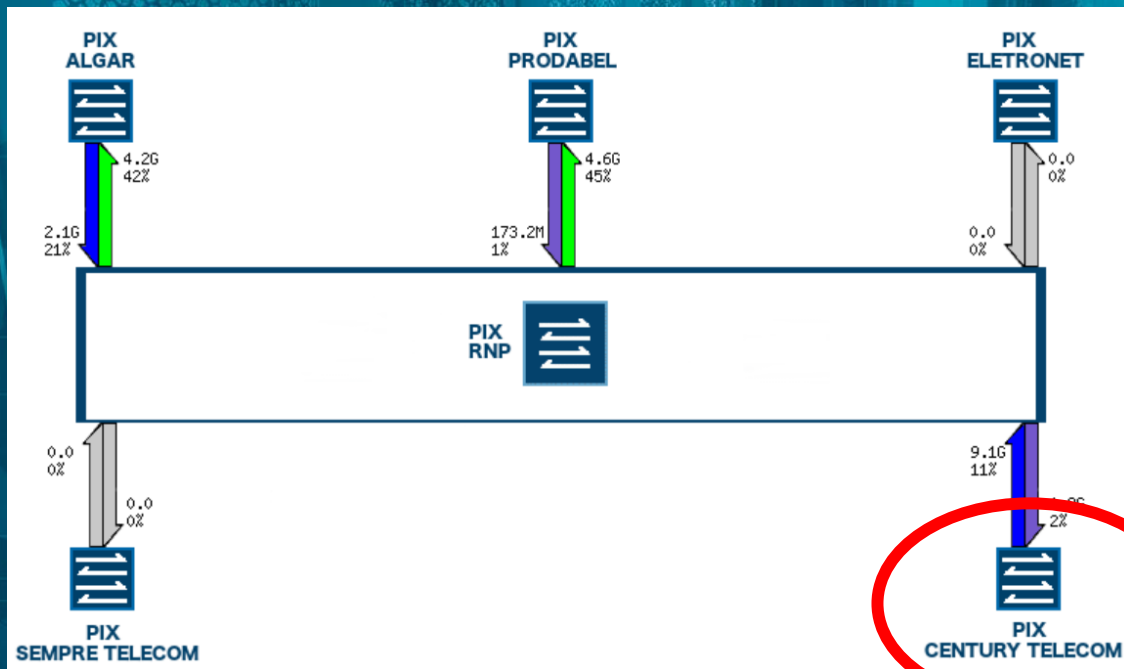 PIX
ALGAR
PIX
PRODABEL
PIX
ELETRONET
4.2G
42%
4.6G
45%
0.0
0%
2.1G
21%
173.2M
1%
0.0
0%
PIX
RNP
0.0
0%
9.1G
11%
0.0
0%
2%
PIX
SEMPRE TELECOM
PIX
CENTURY TELECOM